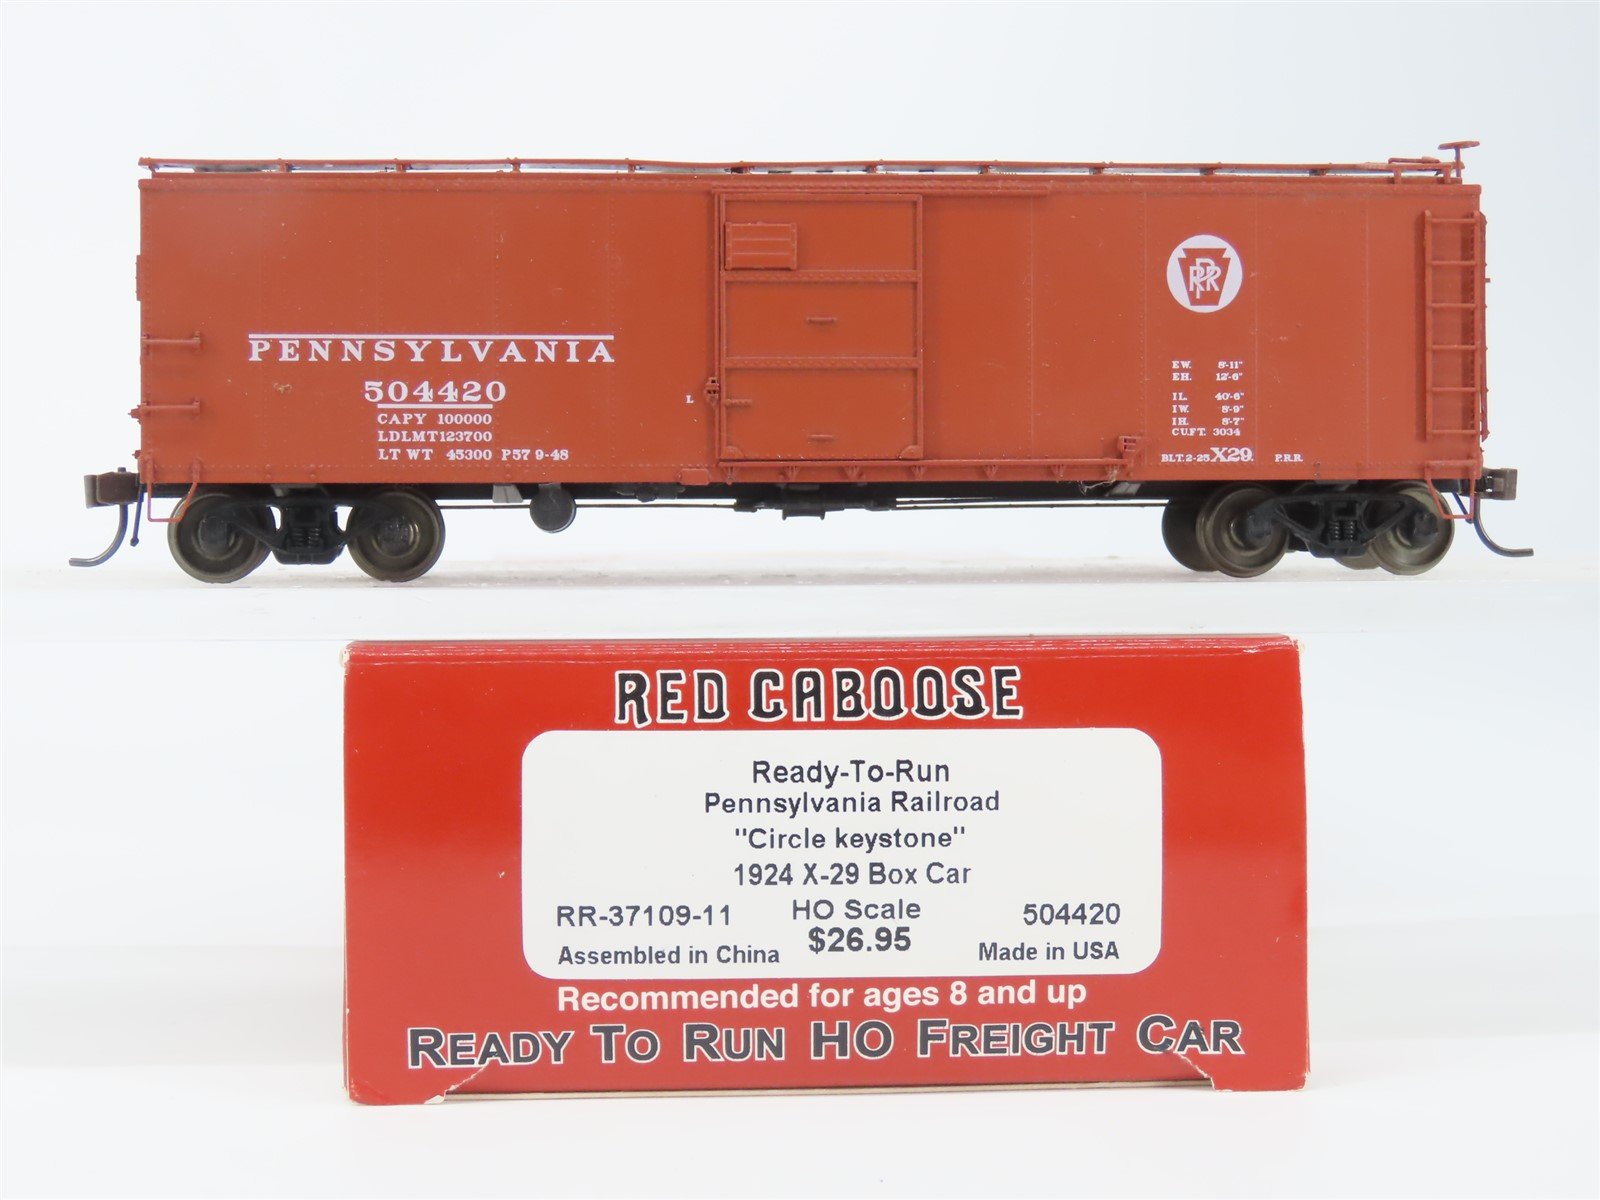 PENNSYLVANIA
504420
CAPY 100000
LDLMT 123700
LT WT 45300 P57 9-48
L
PRR
EW. 8'-11"
EH. 12'-6"
IL. 40'-6"
IW. 8'-9"
IH. 8'-7"
CU.FT. 3034
BLT. 2-25 X29. P.R.R.
RED CABOOSE
Ready-To-Run
Pennsylvania Railroad
"Circle keystone"
1924 X-29 Box Car
RR-37109-11 HO Scale 504420
Assembled in China $26.95 Made in USA
Recommended for ages 8 and up
READY TO RUN HO FREIGHT CAR